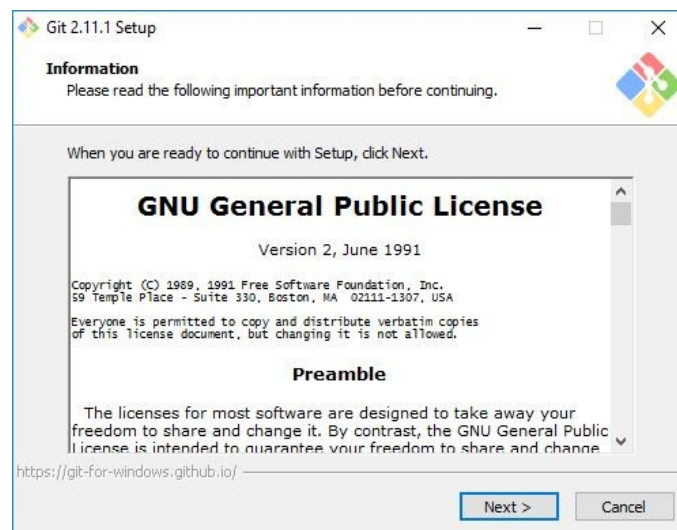 Git 2.11.1 Setup
Information
Please read the following important information before continuing.
When you are ready to continue with Setup, click Next.
GNU General Public License
Version 2, June 1991
Copyright (C) 1989, 1991 Free Software Foundation, Inc.
59 Temple Place - Suite 330, Boston, MA  02111-1307, USA
Everyone is permitted to copy and distribute verbatim copies
of this license document, but changing it is not allowed.
Preamble
The licenses for most software are designed to take away your
freedom to share and change it. By contrast, the GNU General Public
License is intended to guarantee your freedom to share and change
https://git-for-windows.github.io/
Next >
Cancel